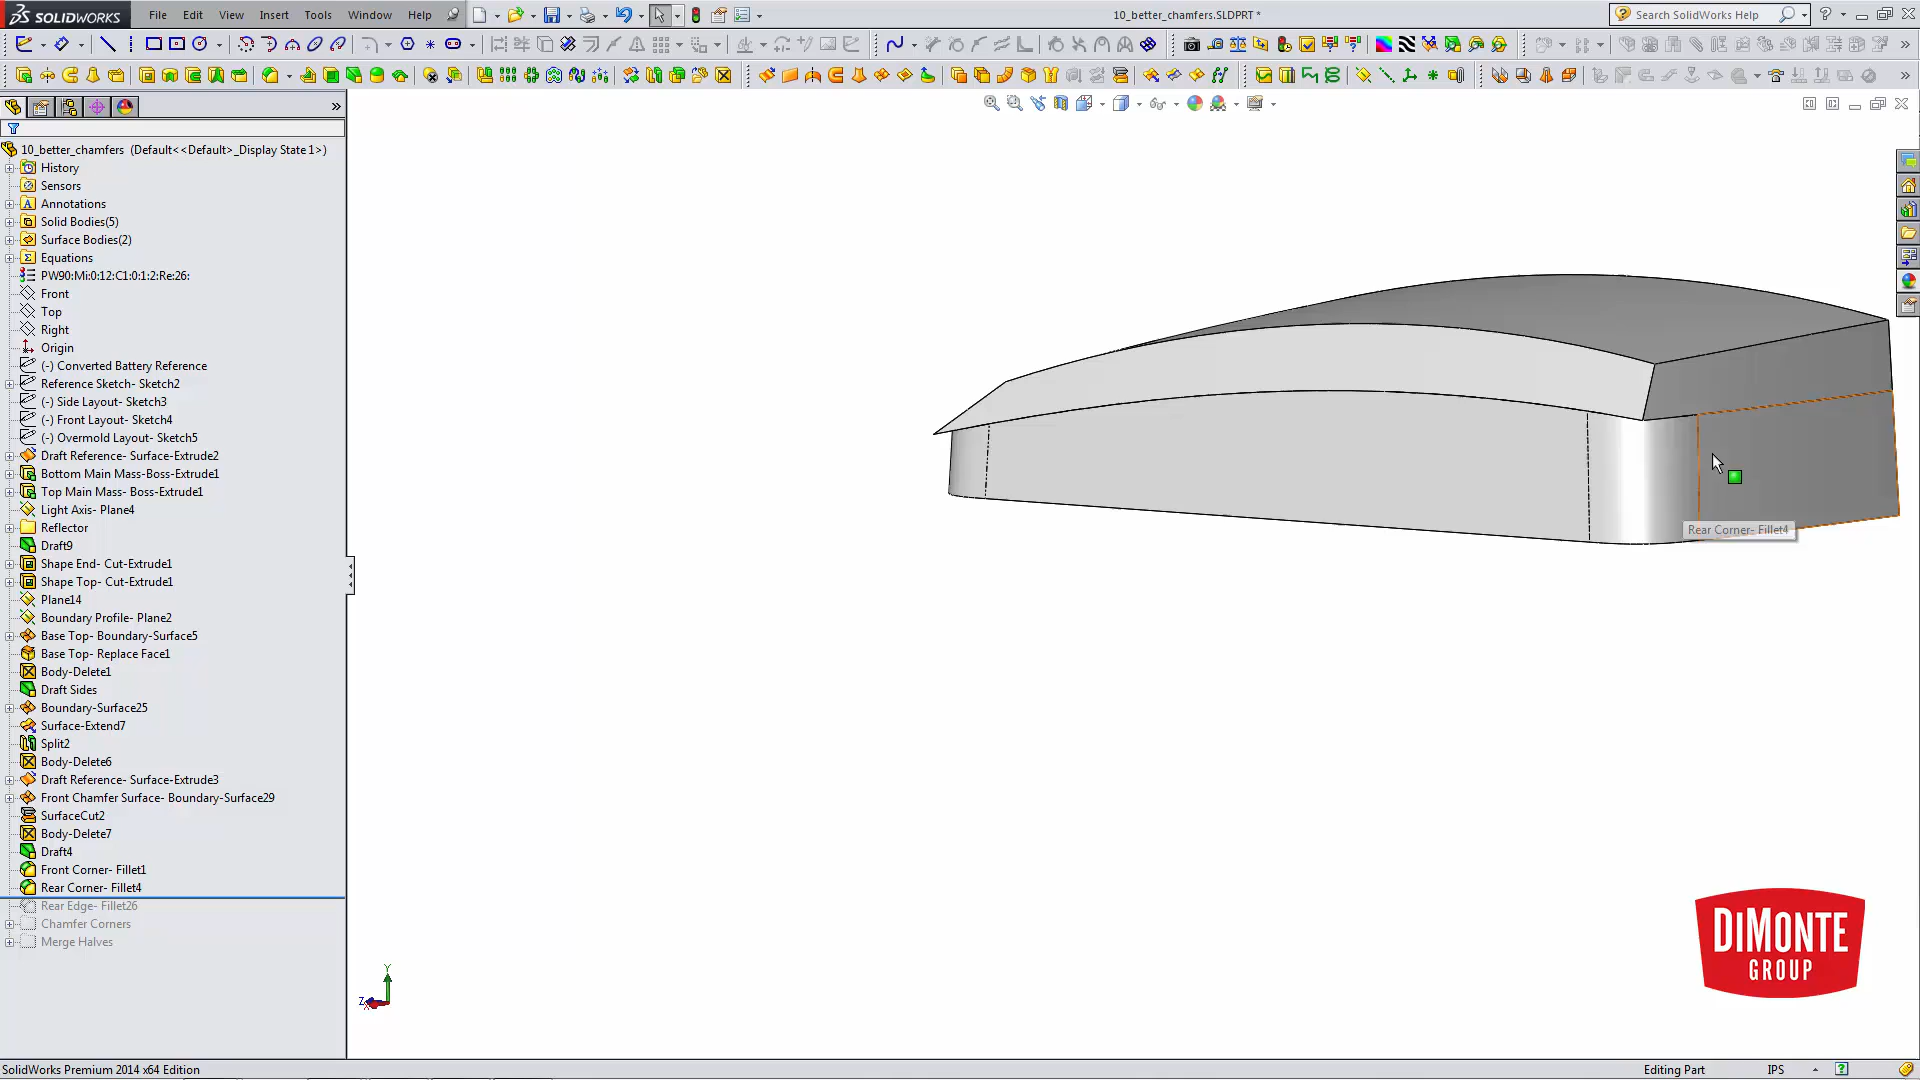 SOLIDWORKS
File Edit View Insert Tools Window Help
10_better_chamfers.SLDPRT *
Search SolidWorks Help
10_better_chamfers (Default<<Default>_Display State 1>)
History
Sensors
Annotations
Solid Bodies(5)
Surface Bodies(2)
Equations
PW90:Mi:0:12:C1:0:1:2:Re:26:
Front
Top
Right
Origin
(-) Converted Battery Reference
Reference Sketch- Sketch2
(-) Side Layout- Sketch3
(-) Front Layout- Sketch4
(-) Overmold Layout- Sketch5
Draft Reference- Surface-Extrude2
Bottom Main Mass-Boss-Extrude1
Top Main Mass- Boss-Extrude1
Light Axis- Plane4
Reflector
Draft9
Shape End- Cut-Extrude1
Shape Top- Cut-Extrude1
Plane14
Boundary Profile- Plane2
Base Top- Boundary-Surface5
Base Top- Replace Face1
Body-Delete1
Draft Sides
Boundary-Surface25
Surface-Extend7
Split2
Body-Delete6
Draft Reference- Surface-Extrude3
Front Chamfer Surface- Boundary-Surface29
SurfaceCut2
Body-Delete7
Draft4
Front Corner- Fillet1
Rear Corner- Fillet4
Rear Edge- Fillet26
Chamfer Corners
Merge Halves
Rear Corner- Fillet4
Y
Z
DIMONTE
GROUP
SolidWorks Premium 2014 x64 Edition
Editing Part
IPS